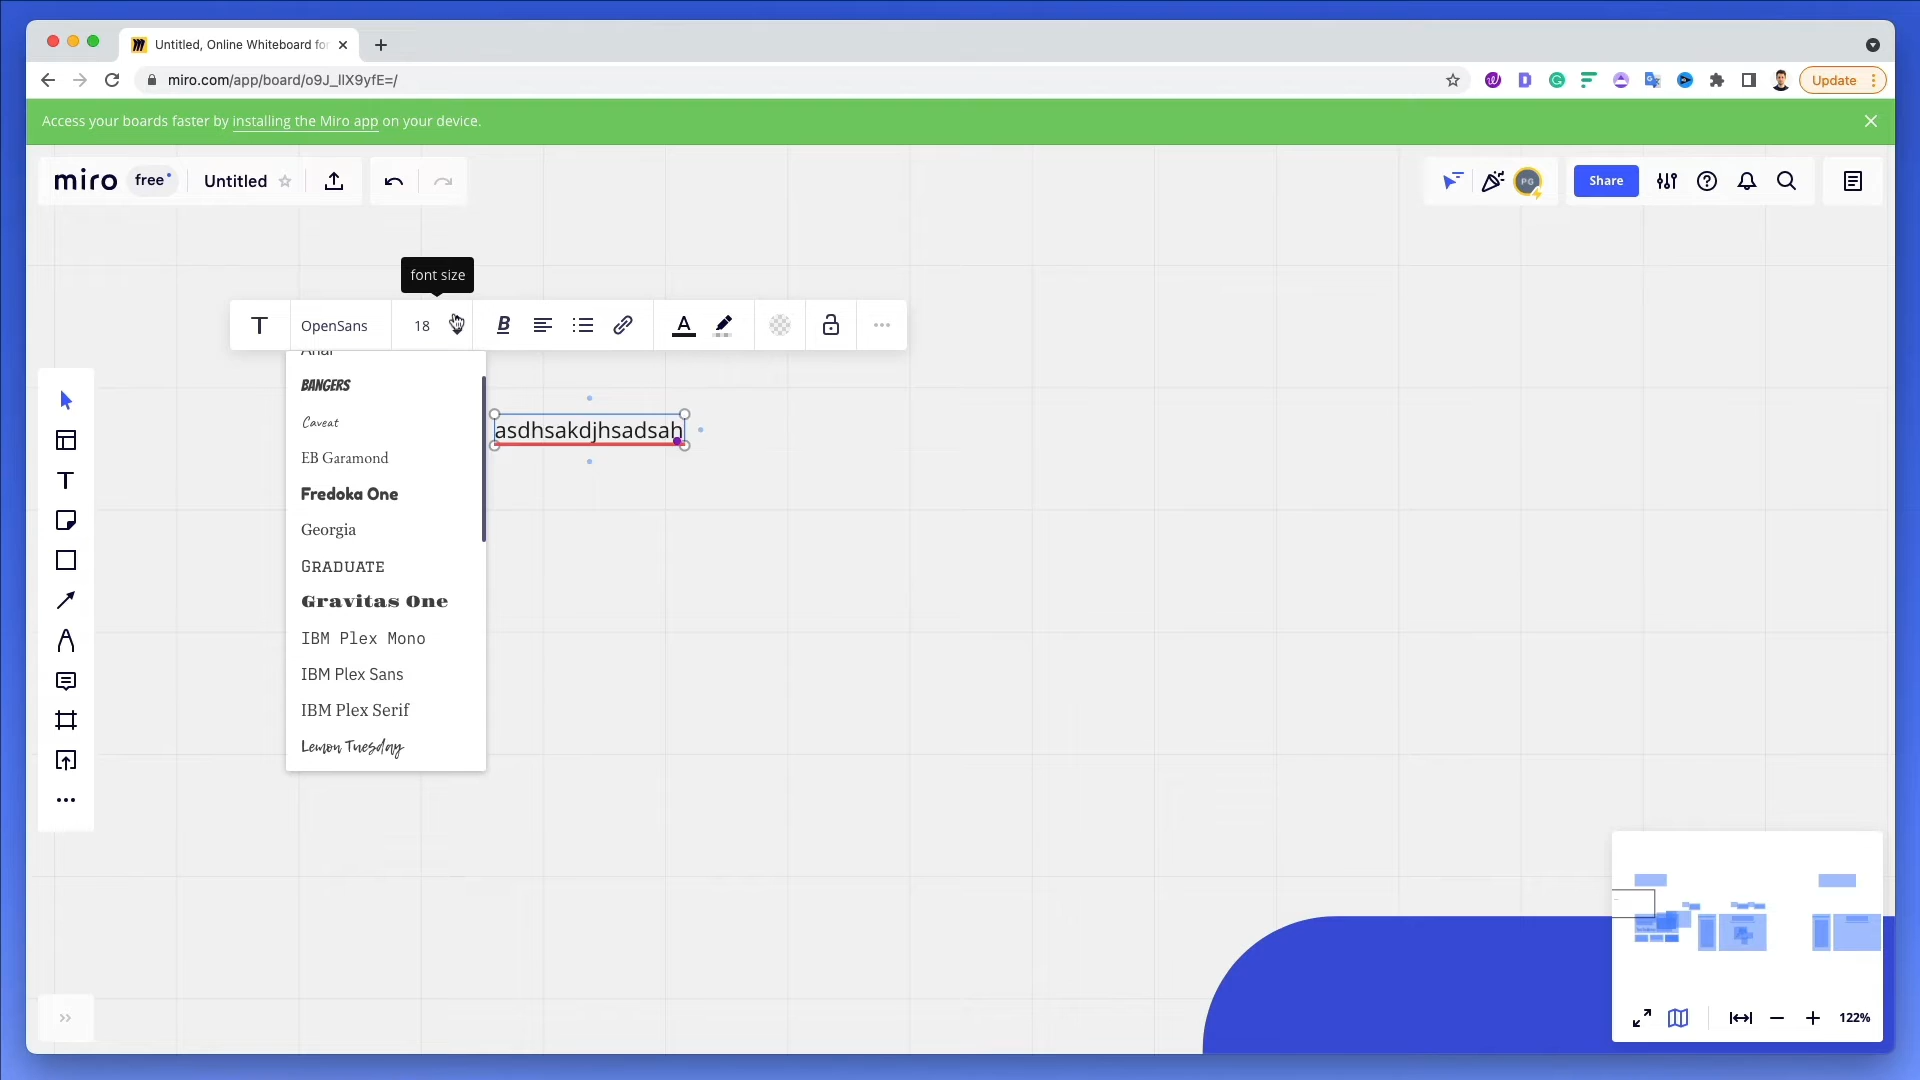 Untitled, Online Whiteboard for
miro.com/app/board/o9J_lIX9yfE=/
Update
Access your boards faster by installing the Miro app on your device.
miro
free
Untitled
PG
Share
font size
OpenSans
18
B
A
Arial
BANGERS
Caveat
EB Garamond
Fredoka One
Georgia
GRADUATE
Gravitas One
IBM Plex Mono
IBM Plex Sans
IBM Plex Serif
Lemon Tuesday
asdhsakdjhsadsah
122%